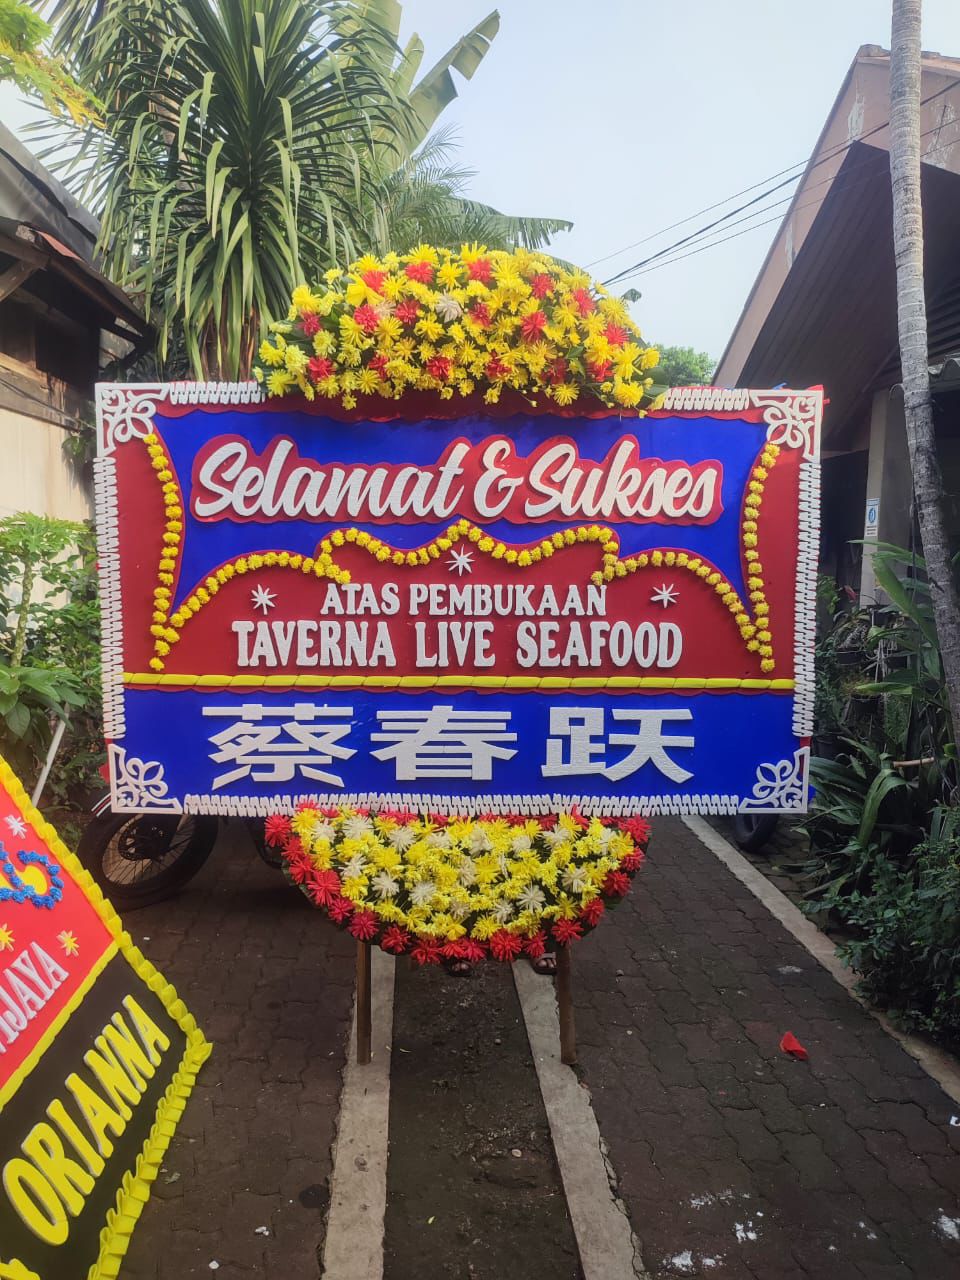 Selamat & Sukses
ATAS PEMBUKAAN
TAVERNA LIVE SEAFOOD
蔡春跃
ORIANNA